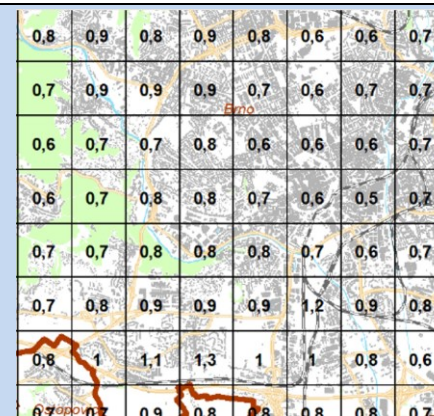 0,8 0,9 0,8 0,9 0,8 0,6 0,6 0,7
0,7 0,9 0,9 0,9 0,7 0,6 0,7 0,7
Brno
0,6 0,7 0,7 0,8 0,6 0,6 0,6 0,7
0,6 0,7 0,8 0,8 0,7 0,6 0,5 0,7
0,7 0,7 0,8 0,8 0,8 0,7 0,6 0,7
0,7 0,8 0,9 0,9 0,9 1,2 0,9 0,8
0,8 1 1,1 1,3 1 1 0,8 0,6
0,7 0,7 0,9 0,8 0,8 0,8 0,8